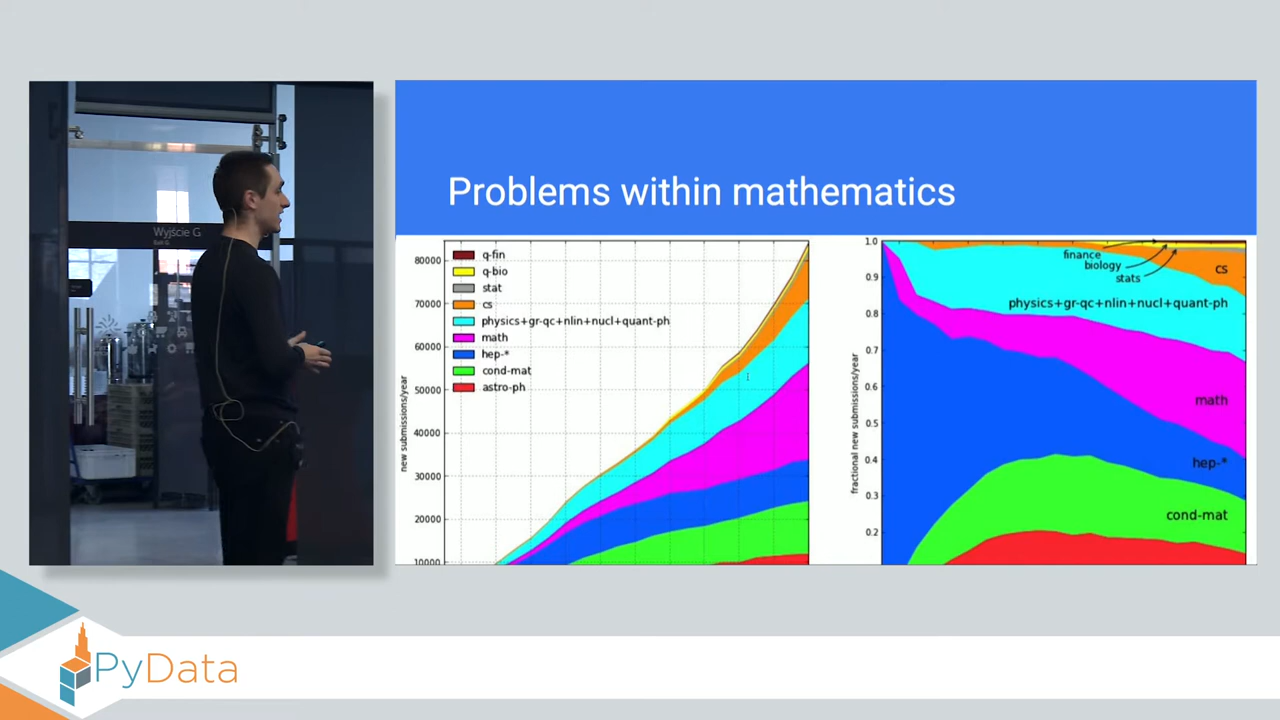 Wyjście G
Exit G
Problems within mathematics
q-fin
q-bio
stat
cs
physics+gr-qc+nlin+nucl+quant-ph
math
hep-*
cond-mat
astro-ph
new submissions/year
80000
70000
60000
50000
40000
30000
20000
10000
fractional new submissions/year
1.0
0.9
0.8
0.7
0.6
0.5
0.4
0.3
0.2
finance
biology
stats
cs
physics+gr-qc+nlin+nucl+quant-ph
math
hep-*
cond-mat
PyData